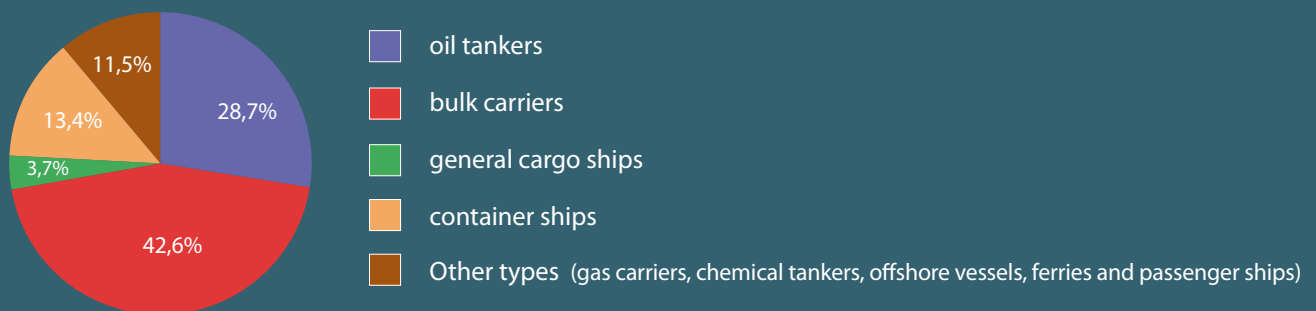 11,5%
28,7%
13,4%
3,7%
42,6%
oil tankers
bulk carriers
general cargo ships
container ships
Other types (gas carriers, chemical tankers, offshore vessels, ferries and passenger ships)